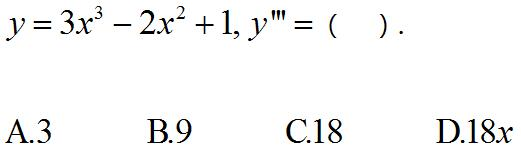 y = 3x³ − 2x² + 1, y''' = (    ) .
A.3 B.9 C.18 D.18x